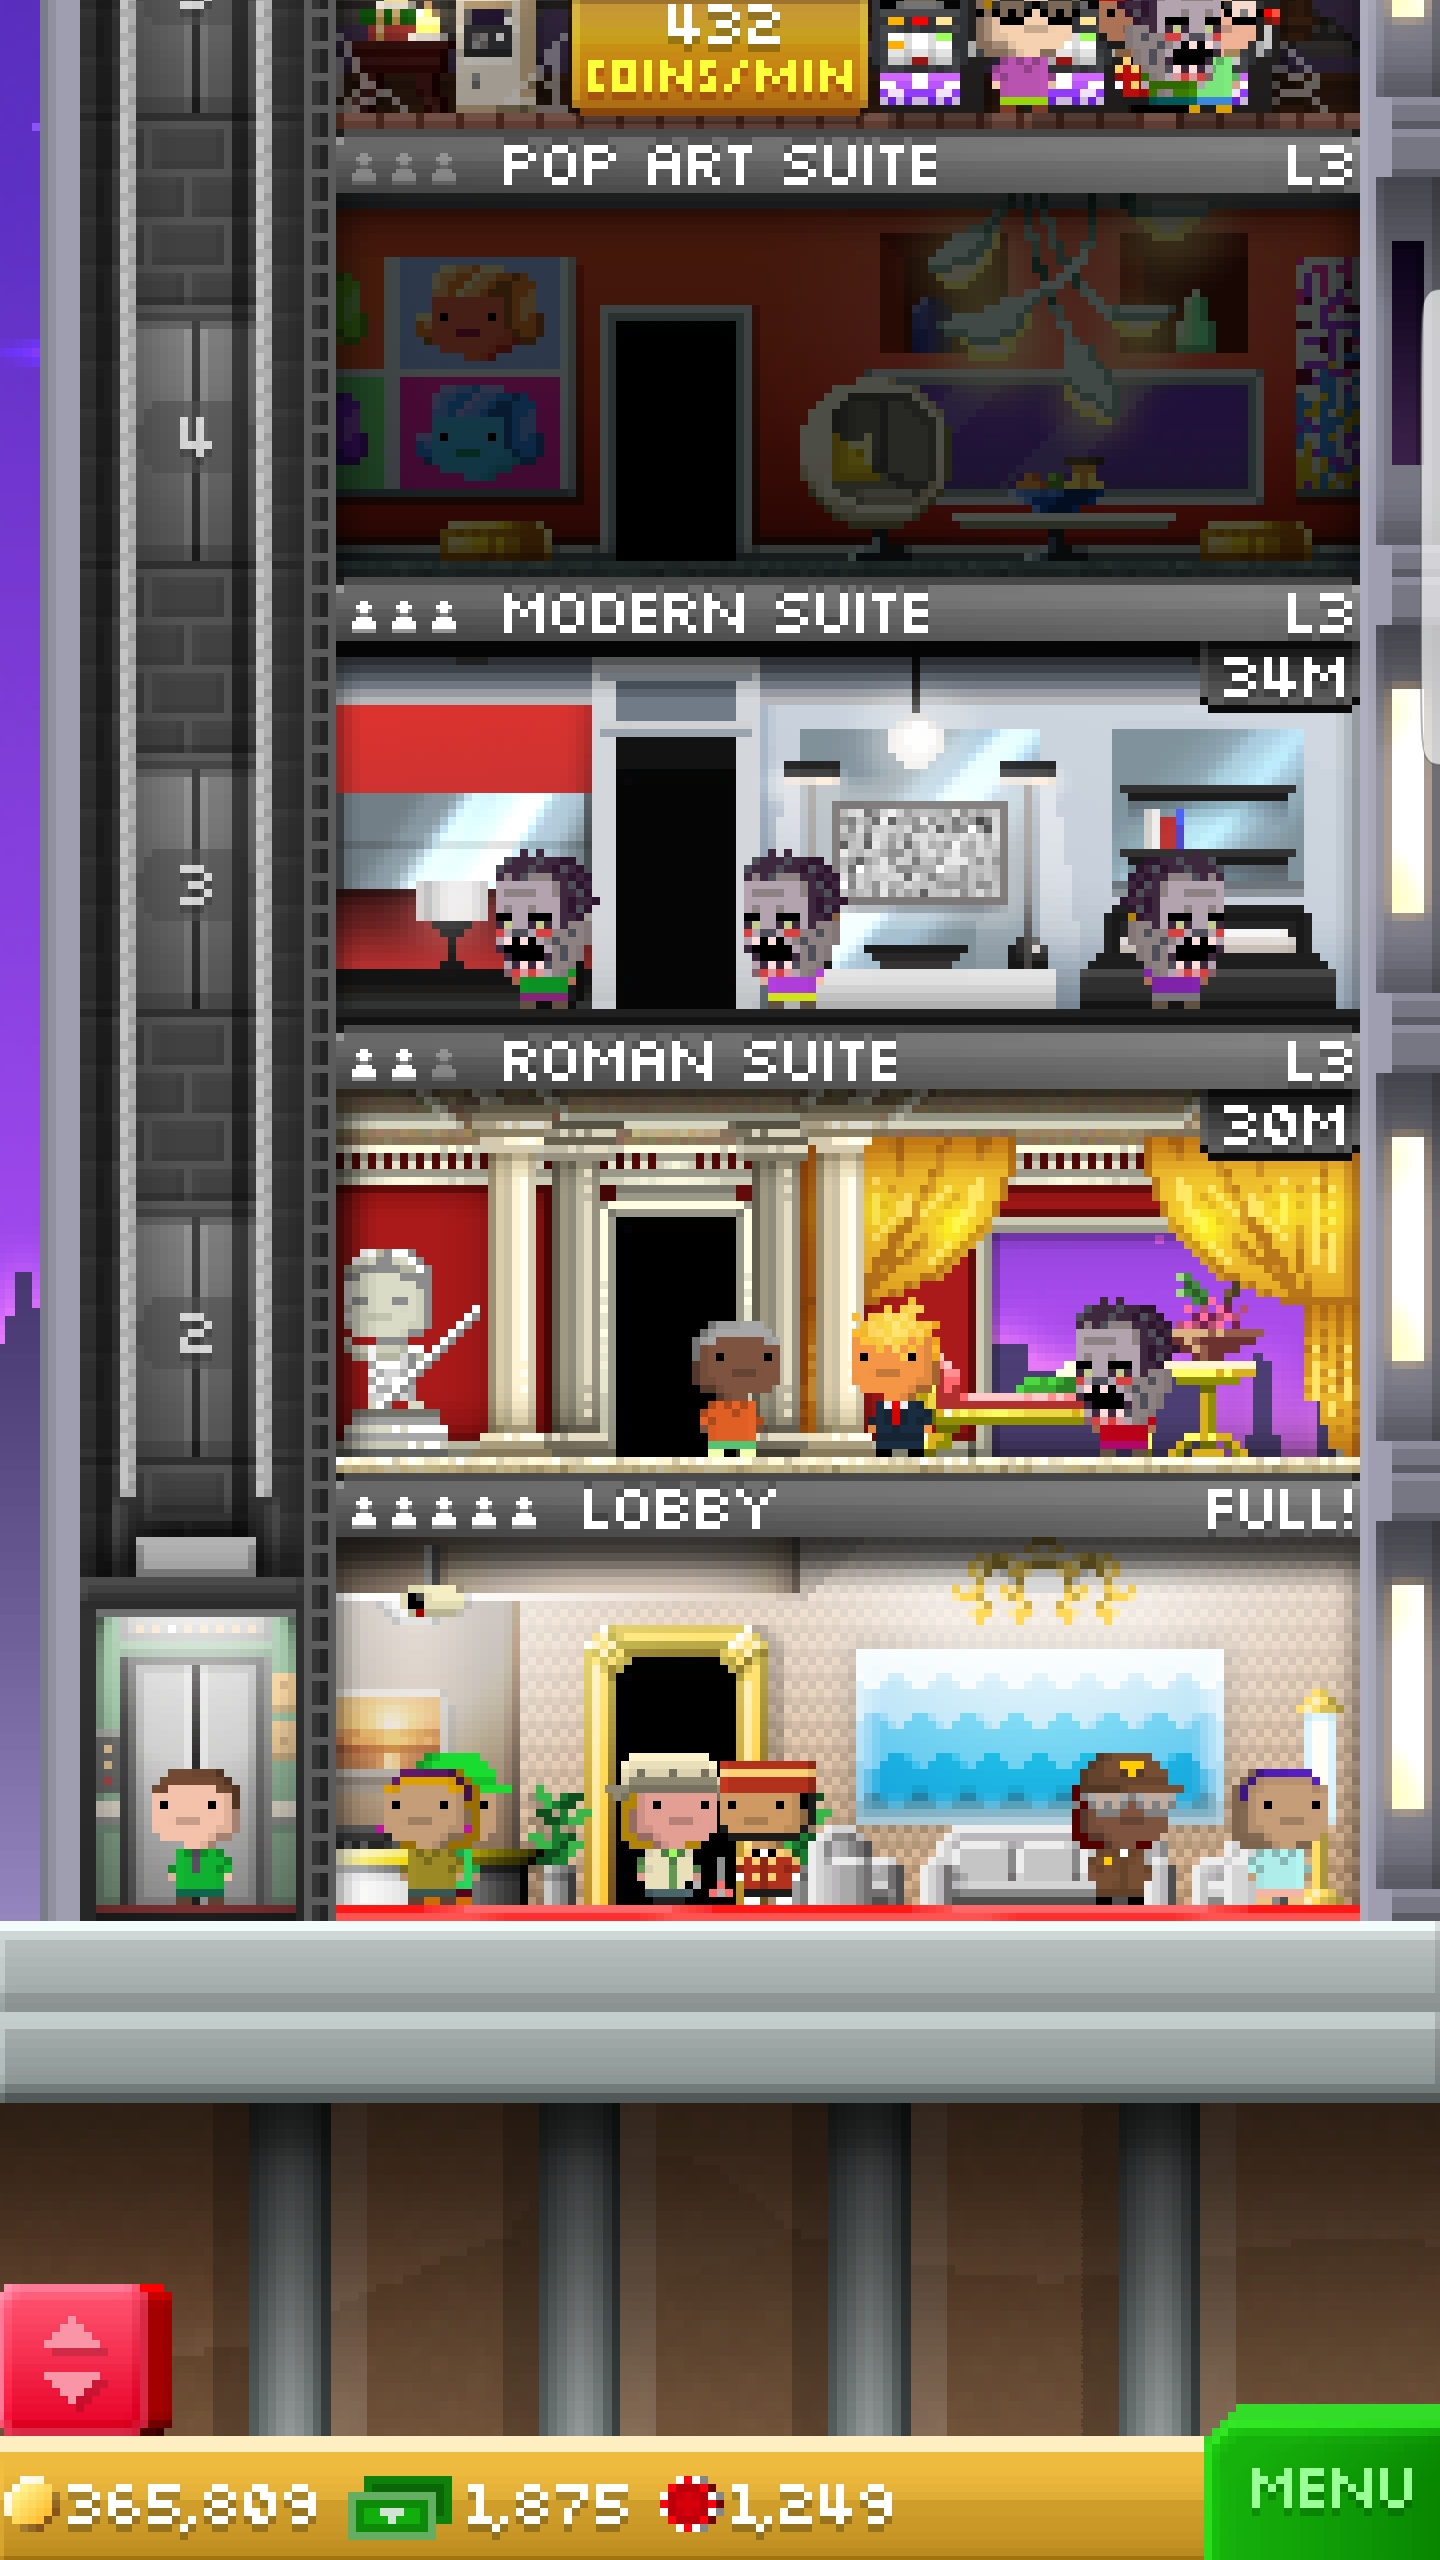 432
COINS/MIN
POP ART SUITE L3
4
MODERN SUITE L3
34M
3
ROMAN SUITE L3
30M
2
LOBBY FULL!
365,809 1,875 1,249
MENU